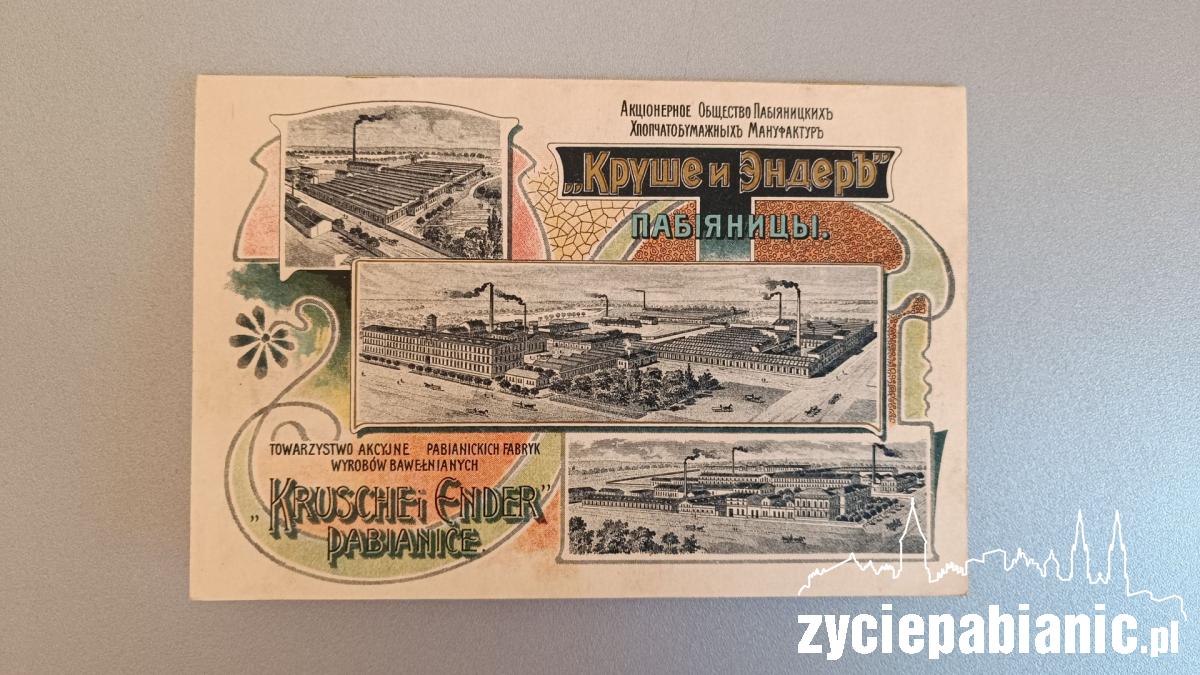 Акціонерное Общество Пабіяницкихъ
Хлопчатобумажныхъ Мануфактуръ
„Круше и Эндеръ”
Пабіяницы.
TOWARZYSTWO AKCYJNE PABIANICKICH FABRYK
WYROBÓW BAWEŁNIANYCH
„KRUSCHE i ENDER”
PABIANICE.
zyciepabianic.pl